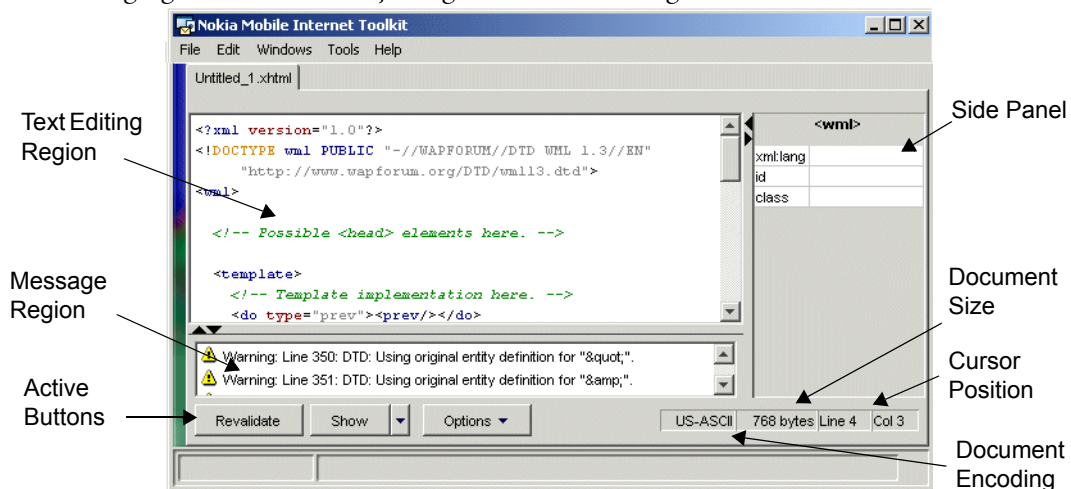 Nokia Mobile Internet Toolkit
File Edit Windows Tools Help
Untitled_1.xhtml
Text Editing
Region
<?xml version="1.0"?>
<!DOCTYPE wml PUBLIC "-//WAPFORUM//DTD WML 1.3//EN"
"http://www.wapforum.org/DTD/wml13.dtd">
<wml>
<!-- Possible <head> elements here. -->
<template>
<!-- Template implementation here. -->
<do type="prev"><prev/></do>
<wml>
xml:lang
id
class
Side Panel
Message
Region
Warning: Line 350: DTD: Using original entity definition for "&quot;".
Warning: Line 351: DTD: Using original entity definition for "&amp;".
Document
Size
Cursor
Position
Active
Buttons
Revalidate Show Options US-ASCII 768 bytes Line 4 Col 3
Document
Encoding